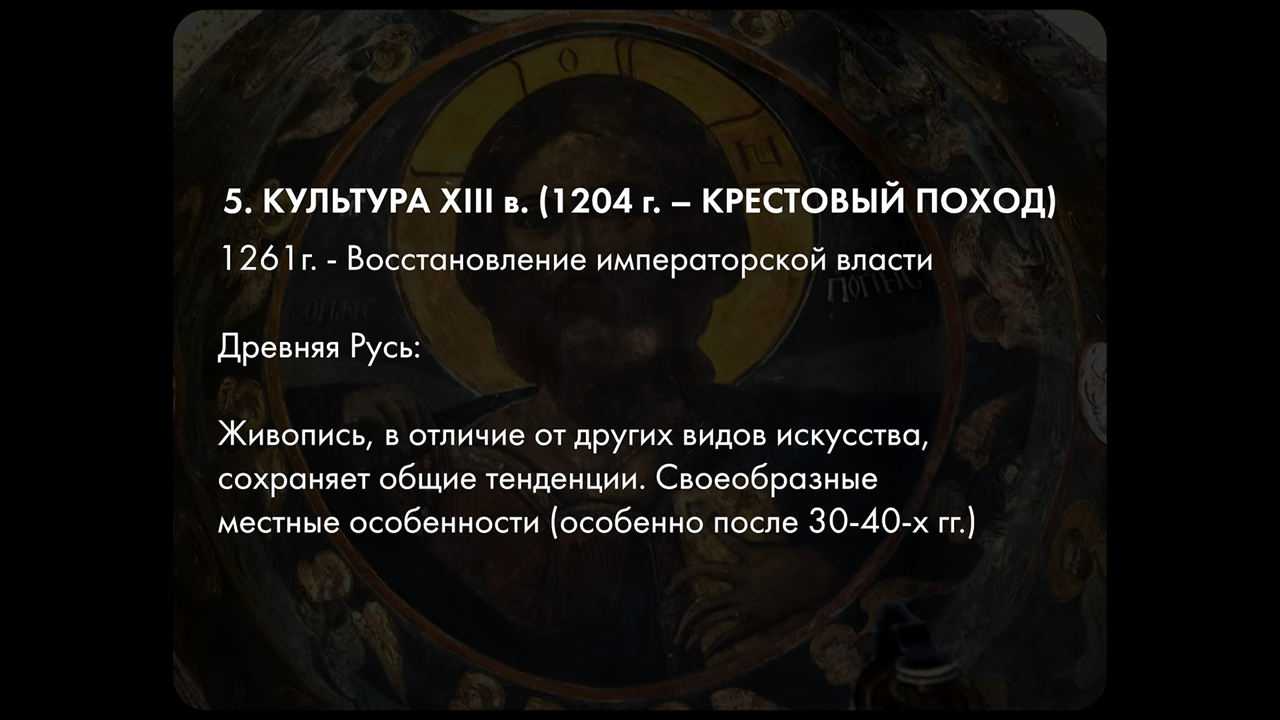 5. КУЛЬТУРА XIII в. (1204 г. – КРЕСТОВЫЙ ПОХОД)
1261г. - Восстановление императорской власти
Древняя Русь:
Живопись, в отличие от других видов искусства,
сохраняет общие тенденции. Своеобразные
местные особенности (особенно после 30-40-х гг.)